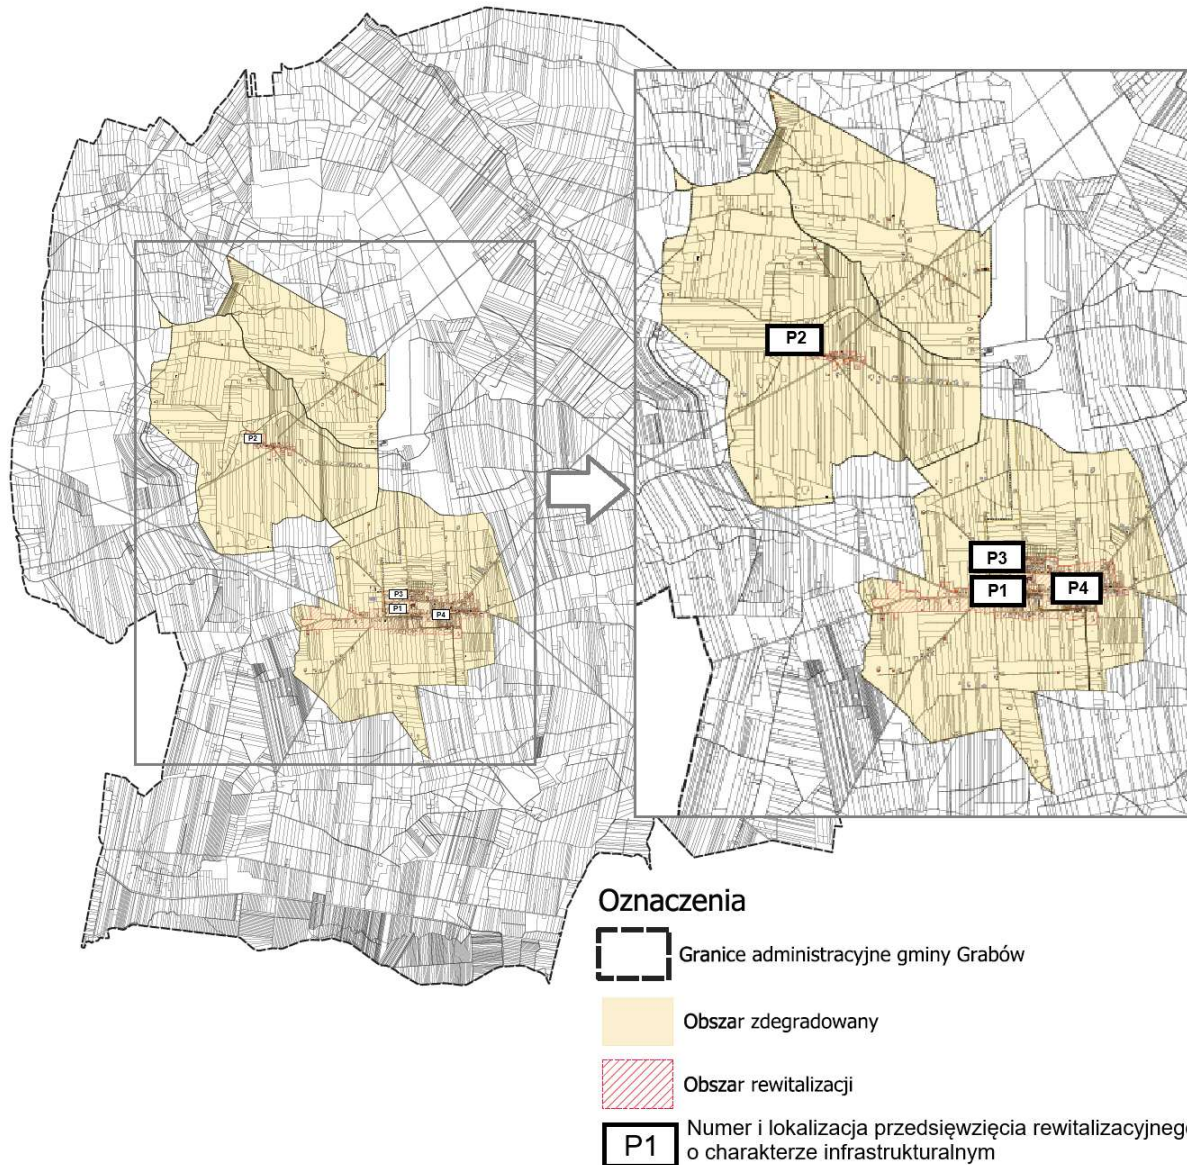 P2
P3
P1
P4
P2
P3
P1
P4
Oznaczenia
Granice administracyjne gminy Grabów
Obszar zdegradowany
Obszar rewitalizacji
P1
Numer i lokalizacja przedsięwzięcia rewitalizacyjneg
o charakterze infrastrukturalnym